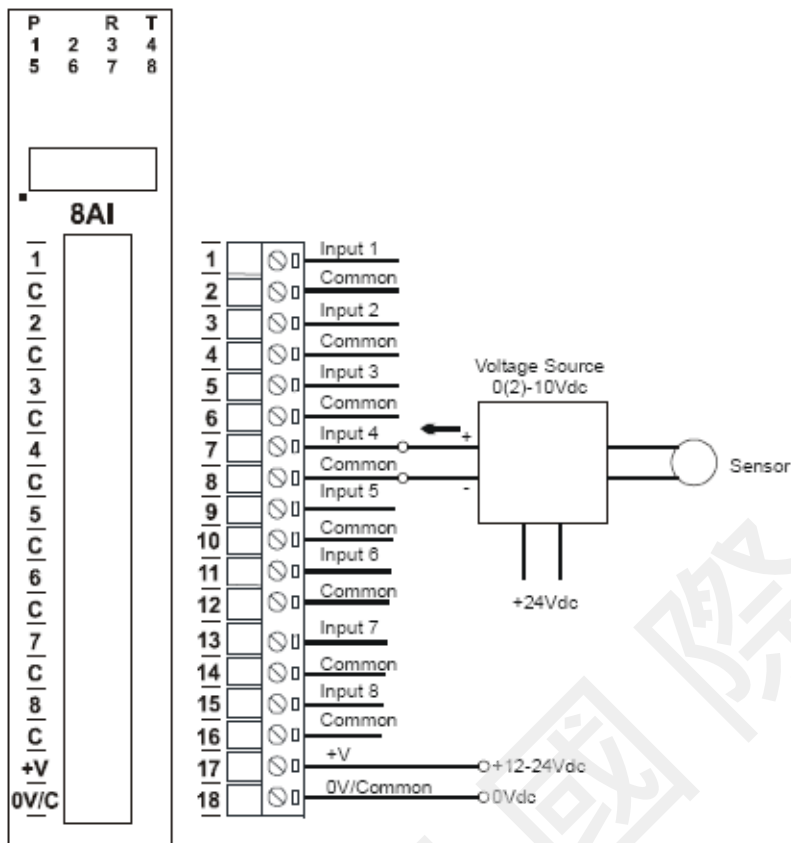 P R T
1 2 3 4
5 6 7 8
8AI
1
C
2
C
3
C
4
C
5
C
6
C
7
C
8
C
+V
0V/C
1 Input 1
2 Common
3 Input 2
4 Common
5 Input 3
6 Common
7 Input 4
8 Common
9 Input 5
10 Common
11 Input 6
12 Common
13 Input 7
14 Common
15 Input 8
16 Common
17 +V +12-24Vdc
18 0V/Common 0Vdc
Voltage Source
0(2)-10Vdc
+
-
Sensor
+24Vdc
國際